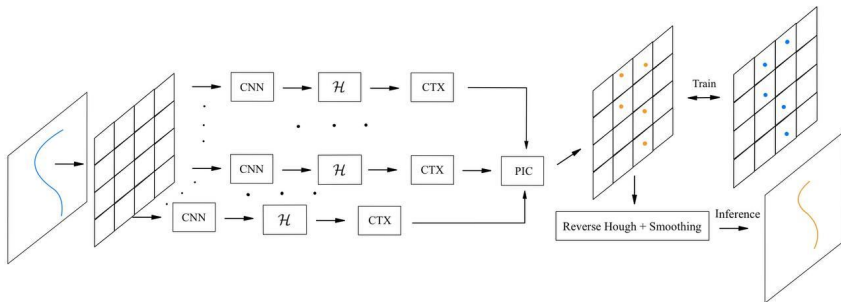 CNN
ℋ
CTX
CNN
ℋ
CTX
PIC
CNN
ℋ
CTX
Train
Reverse Hough + Smoothing
Inference